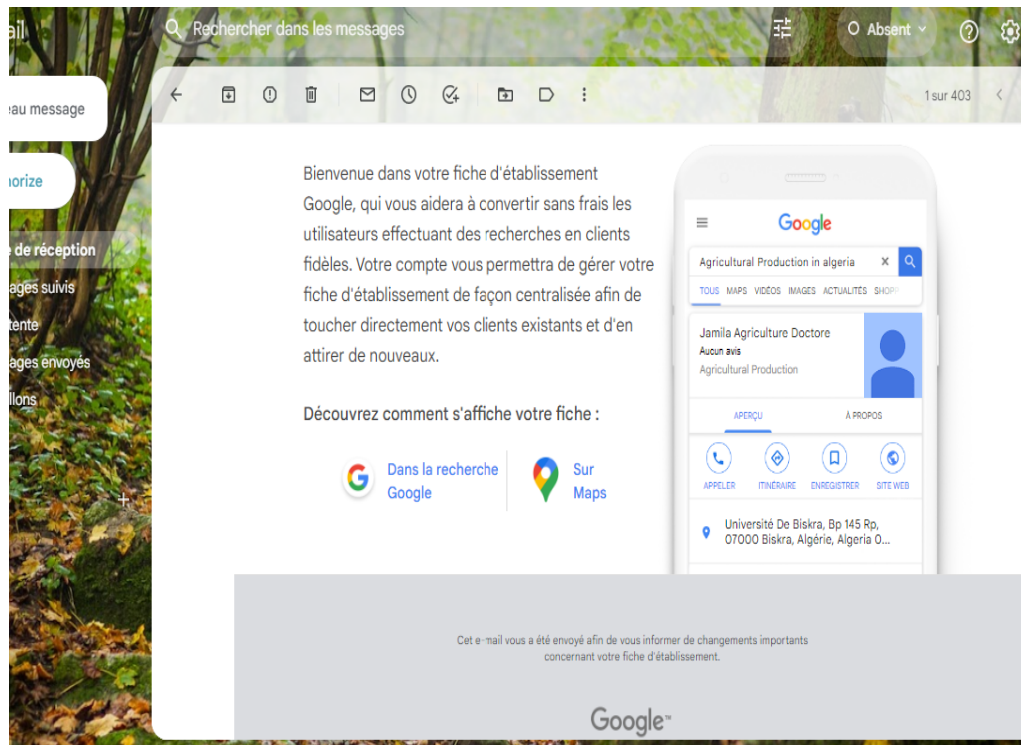 ail
Rechercher dans les messages
Absent
eau message
1 sur 403
orize
de réception
ages suivis
tente
ages envoyés
llons
Bienvenue dans votre fiche d'établissement
Google, qui vous aidera à convertir sans frais les
utilisateurs effectuant des recherches en clients
fidèles. Votre compte vous permettra de gérer votre
fiche d'établissement de façon centralisée afin de
toucher directement vos clients existants et d'en
attirer de nouveaux.
Découvrez comment s'affiche votre fiche :
Dans la recherche
Google
Sur
Maps
Google
Agricultural Production in algeria
TOUS MAPS VIDÉOS IMAGES ACTUALITÉS SHOPP
Jamila Agriculture Doctore
Aucun avis
Agricultural Production
APERÇU À PROPOS
APPELER ITINÉRAIRE ENREGISTRER SITE WEB
Université De Biskra, Bp 145 Rp,
07000 Biskra, Algérie, Algeria 0...
Cet e-mail vous a été envoyé afin de vous informer de changements importants
concernant votre fiche d'établissement.
Google™